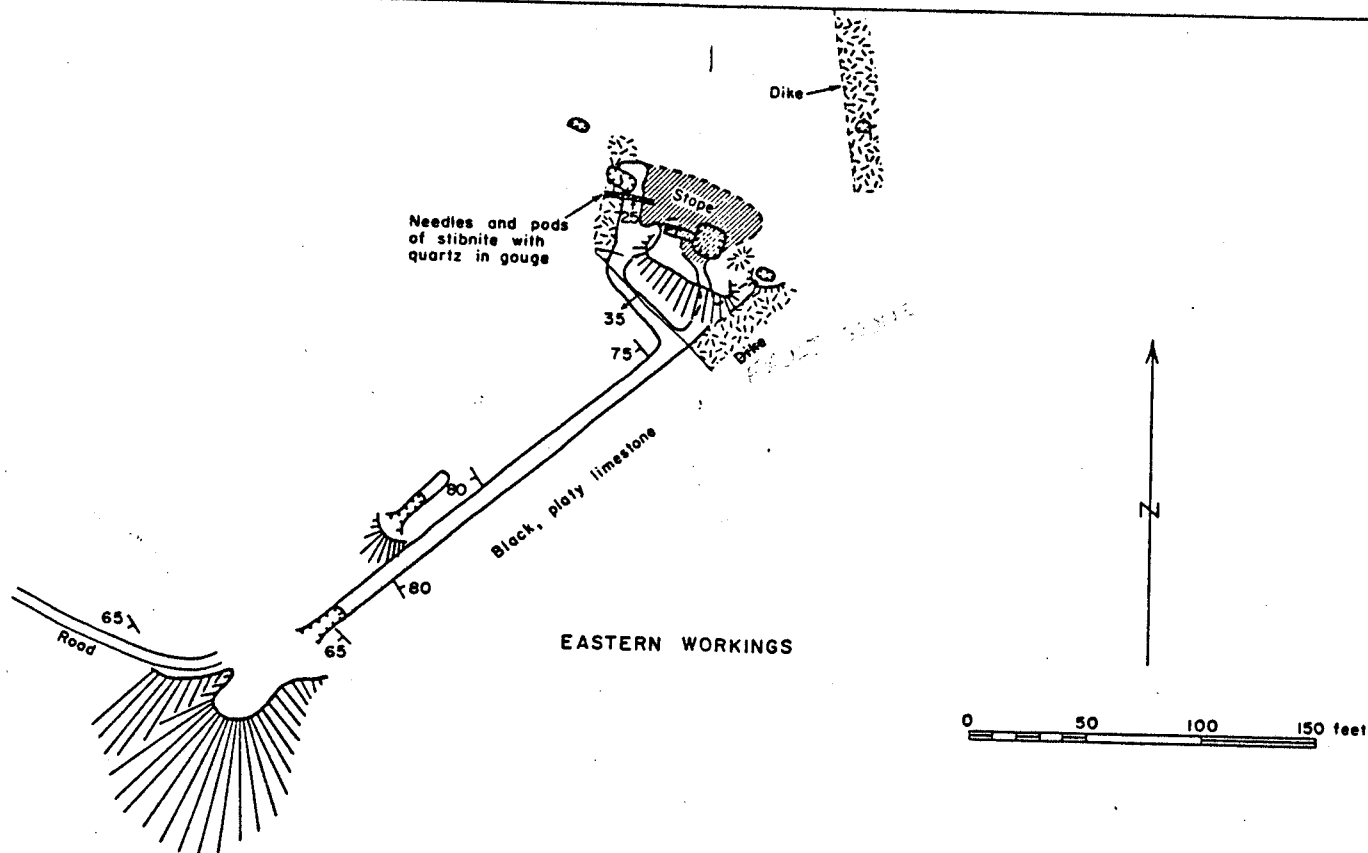 Dike
Stope
Needles and pods
of stibnite with
quartz in gouge
25
35
75
Dike
80
Black, platy limestone
80
65
Road
65
EASTERN WORKINGS
N
0 50 100 150 feet